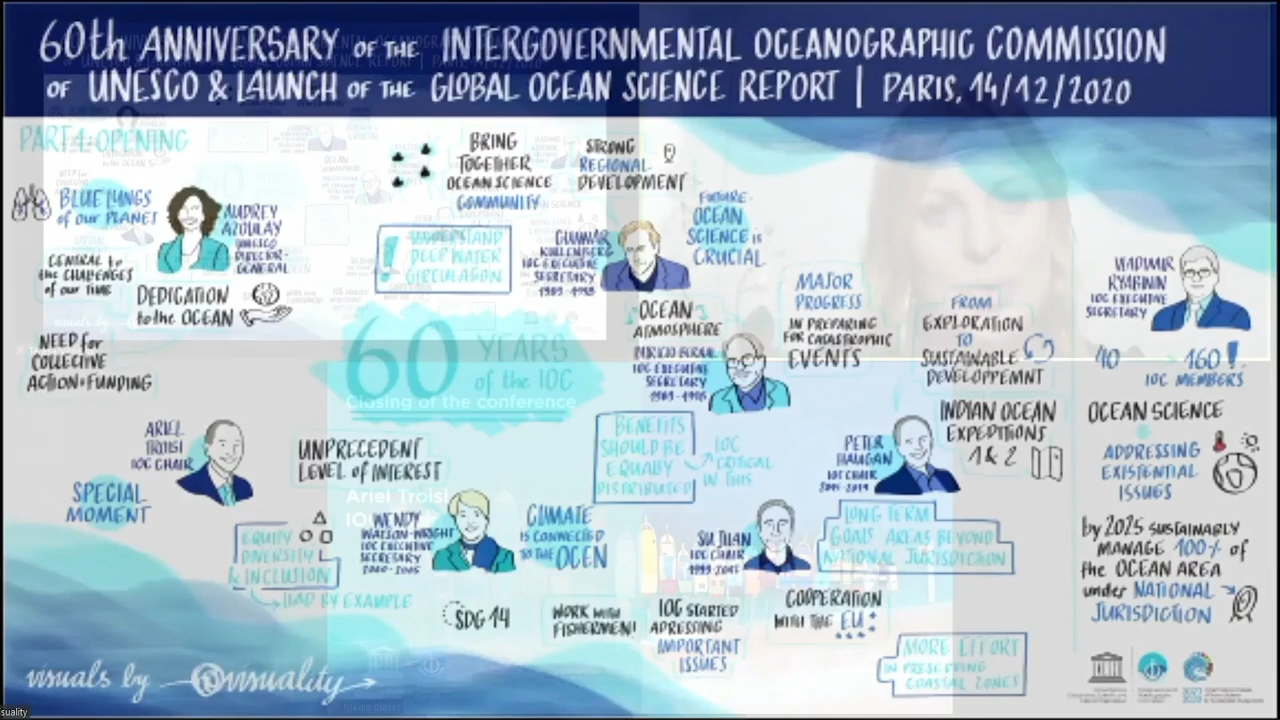 60th ANNIVERSARY OF THE INTERGOVERNMENTAL OCEANOGRAPHIC COMMISSION
OF UNESCO & LAUNCH OF THE GLOBAL OCEAN SCIENCE REPORT | PARIS, 14/12/2020
PART 1: OPENING
BLUE LUNGS
of OUR PLANES
AUDREY
AZOULAY
UNESCO
DIRECTOR-
GENERAL
CENTRAL to
the CHALLENGES
of OUR TIME
DEDICATION
to the OCEAN
NEED for
COLLECTIVE
ACTION+FUNDING
BRING
TOGETHER
OCEAN SCIENCE
COMMUNITY
STRONG
REGIONAL
DEVELOPMENT
! UNDERSTAND
DEEP WATER
CIRCULATION
GUNNAR
KULLENBERG
IOC EXECUTIVE
SECRETARY
FUTURE:
OCEAN
SCIENCE is
CRUCIAL
60 YEARS
of the IOC
Closing of the conference
OCEAN
ATMOSPHERE
PATRICIO BERNAL
IOC EXECUTIVE
SECRETARY
MAJOR
PROGRESS
IN PREPARING
FOR CATASTROPHIC
EVENTS
FROM
EXPLORATION
TO
SUSTAINABLE
DEVELOPPEMNT
VLADIMIR
RYABININ
IOC EXECUTIVE
SECRETARY
40 160!
IOC MEMBERS
ARIEL
TROISI
IOC CHAIR
SPECIAL
MOMENT
UNPRECEDENT
LEVEL of INTEREST
Ariel Troisi
EQUITY
DIVERSITY
& INCLUSION
LEAD BY EXAMPLE
WENDY
WATSON-WRIGHT
IOC EXECUTIVE
SECRETARY
CLIMATE
IS CONNECTED
TO THE OCEN
BENEFITS
SHOULD BE
EQUALLY
DISTRIBUTED
IOC
CRITICAL
IN THIS
SU JILAN
IOC CHAIR
PETER
HAUGAN
IOC CHAIR
2015-2019
INDIAN OCEAN
EXPEDITIONS
1 & 2
LONG TERM
GOALS AREAS BEYOND
NATIONAL JURISDICTION
OCEAN SCIENCE
ADDRESSING
EXISTENTIAL
ISSUES
by 2025 SUSTAINABLY
MANAGE 100% of
the OCEAN AREA
under NATIONAL
JURISDICTION
SDG 14
WORK WITH
FISHERMEN!
IOC STARTED
ADRESSING
IMPORTANT
ISSUES
COOPERATION
WITH THE EU
MORE EFFORT
IN PRESERVING
COASTAL ZONES
visuals by visuality
suality